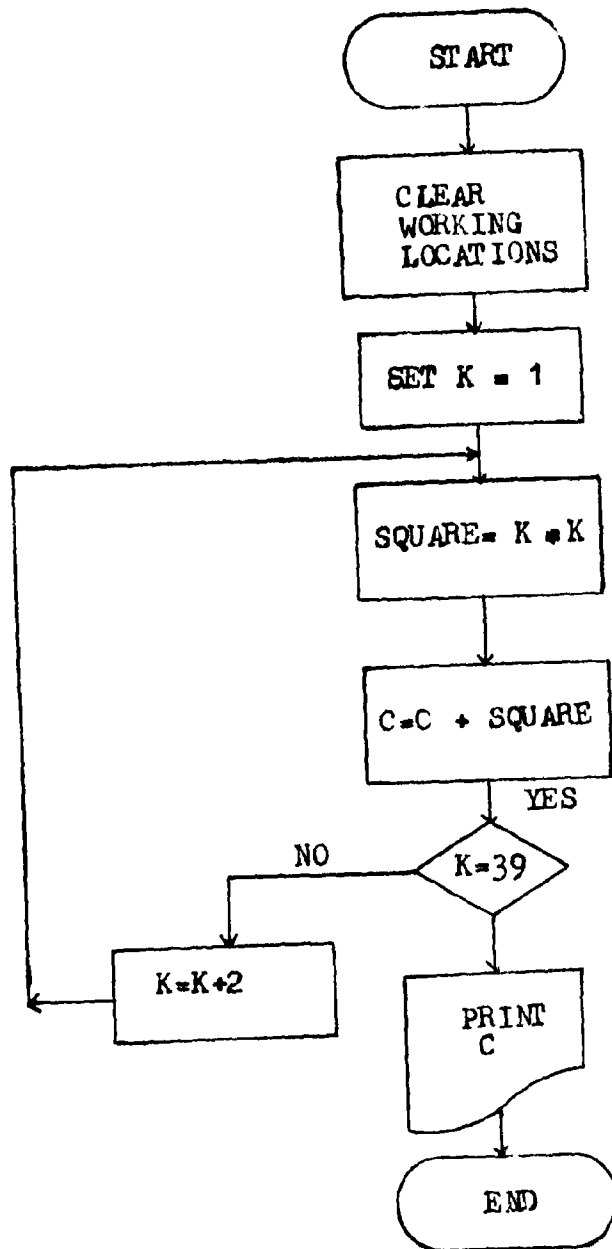 START
CLEAR
WORKING
LOCATIONS
SET K = 1
SQUARE= K * K
C=C + SQUARE
YES
K=39
NO
K=K+2
PRINT
C
END